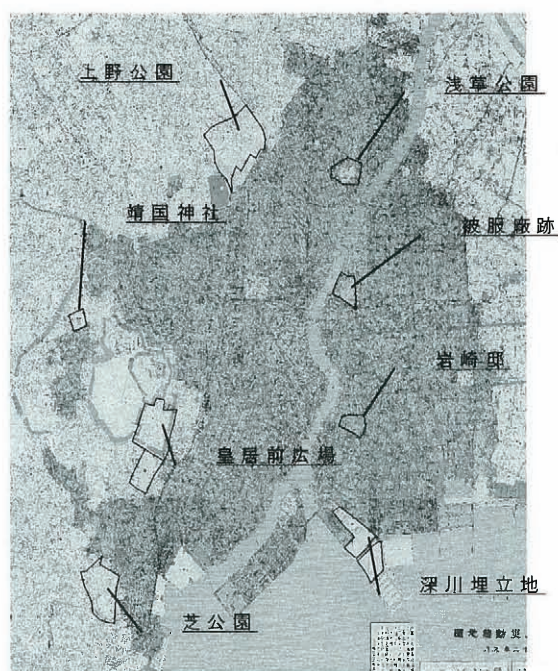 上野公園
浅草公園
靖国神社
被服廠跡
岩崎邸
皇居前広場
深川埋立地
芝公園